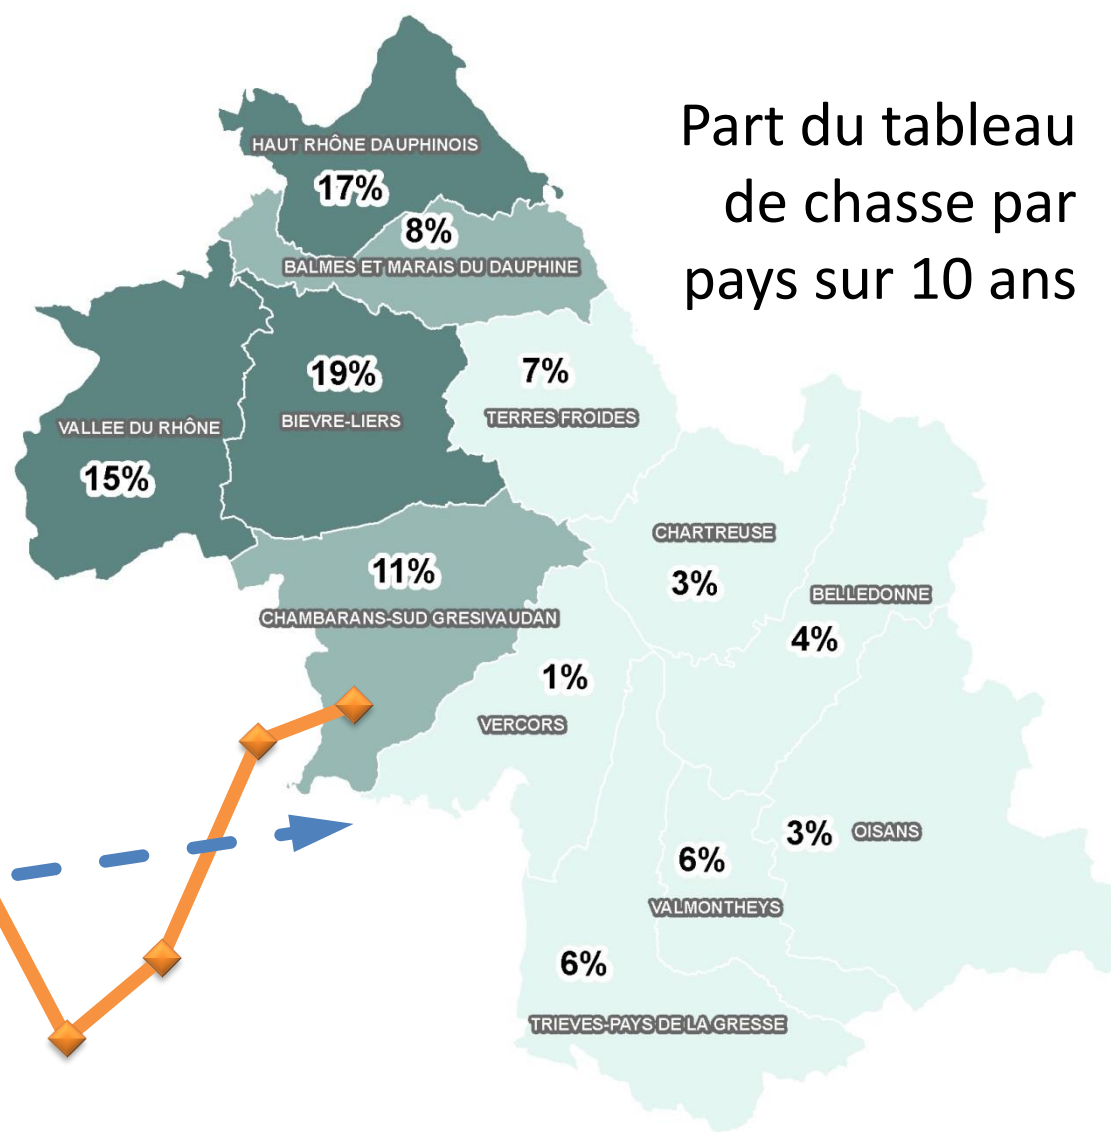 Part du tableau
de chasse par
pays sur 10 ans
HAUT RHÔNE DAUPHINOIS
17%
8%
BALMES ET MARAIS DU DAUPHINE
19%
BIEVRE-LIERS
7%
TERRES FROIDES
VALLEE DU RHÔNE
15%
CHARTREUSE
3%
11%
CHAMBARANS-SUD GRESIVAUDAN
BELLEDONNE
4%
1%
VERCORS
3%
OISANS
6%
VALMONTHEYS
6%
TRIEVES-PAYS DE LA GRESSE